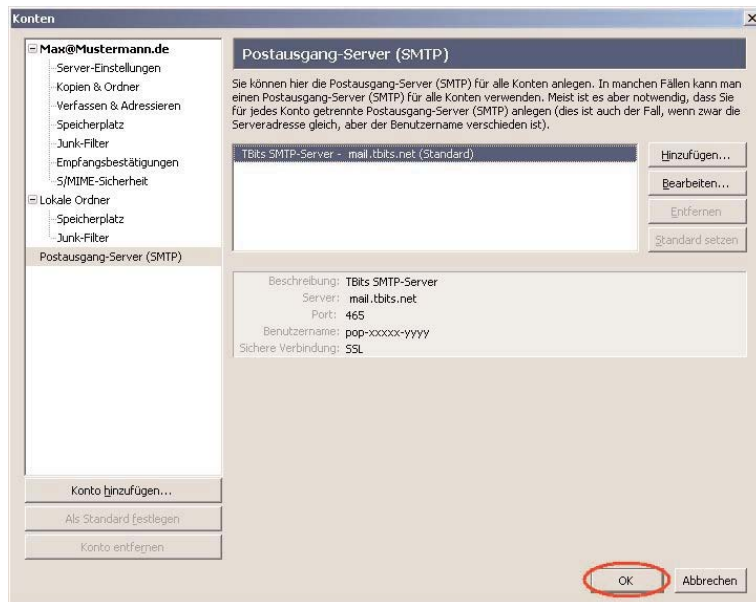 Konten
Max@Mustermann.de
Server-Einstellungen
Kopien & Ordner
Verfassen & Adressieren
Speicherplatz
Junk-Filter
Empfangsbestätigungen
S/MIME-Sicherheit
Lokale Ordner
Speicherplatz
Junk-Filter
Postausgang-Server (SMTP)
Konto hinzufügen...
Als Standard festlegen
Konto entfernen
Postausgang-Server (SMTP)
Sie können hier die Postausgang-Server (SMTP) für alle Konten anlegen. In manchen Fällen kann man
einen Postausgang-Server (SMTP) für alle Konten verwenden. Meist ist es aber notwendig, dass Sie
für jedes Konto getrennte Postausgang-Server (SMTP) anlegen (dies ist auch der Fall, wenn zwar die
Serveradresse gleich, aber der Benutzername verschieden ist).
TBits SMTP-Server - mail.tbits.net (Standard)
Hinzufügen...
Bearbeiten...
Entfernen
Standard setzen
Beschreibung: TBits SMTP-Server
Server: mail.tbits.net
Port: 465
Benutzername: pop-xxxxx-yyyy
Sichere Verbindung: SSL
OK
Abbrechen